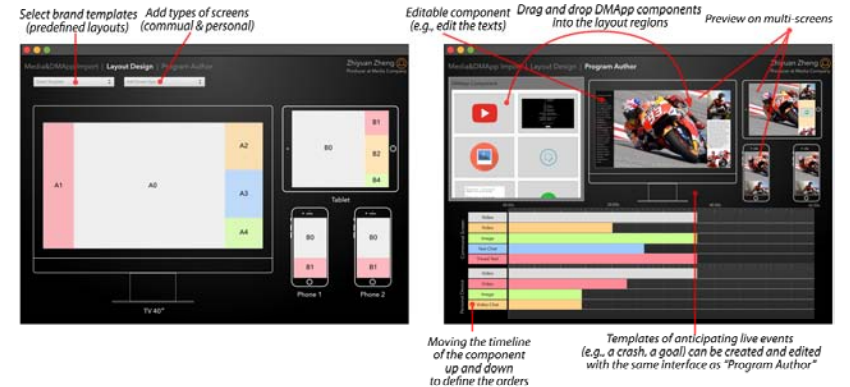 Select brand templates
(predefined layouts)
Add types of screens
(commual & personal)
Editable component
(e.g., edit the texts)
Drag and drop DMApp components
into the layout regions
Preview on multi-screens
Media&DMApp Import | Layout Design | Program Author
Zhiyuan Zheng
Producer at Media Company
A1
A0
A2
A3
A4
TV 40"
B0
B1
B2
B4
Tablet
B0
B1
Phone 1
B0
B1
Phone 2
Media&DMApp Import | Layout Design | Program Author
Zhiyuan Zheng
Producer at Media Company
DMApp Component
Video
Video
Image
Text Chat
Video
Video
Image
Video Chat
Moving the timeline
of the component
up and down
to define the orders
Templates of anticipating live events
(e.g., a crash, a goal) can be created and edited
with the same interface as "Program Author"